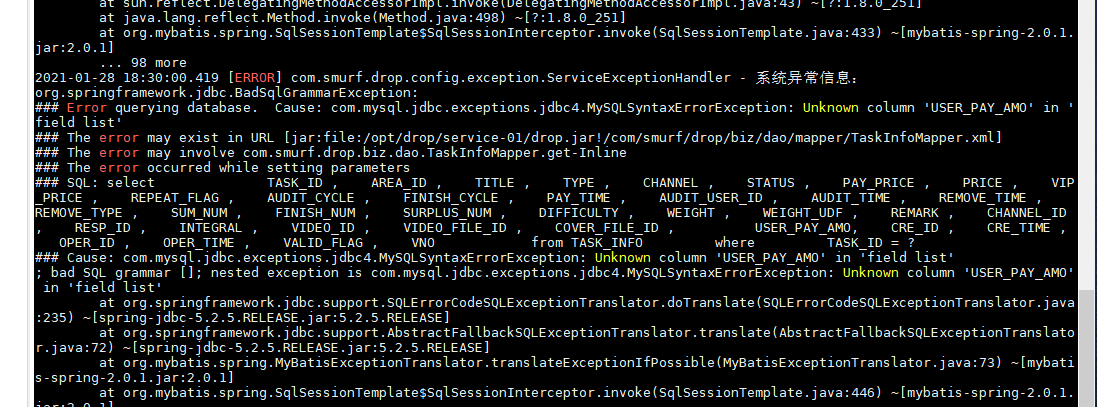 at sun.reflect.DelegatingMethodAccessorImpl.invoke(DelegatingMethodAccessorImpl.java:43) ~[?:1.8.0_251]
at java.lang.reflect.Method.invoke(Method.java:498) ~[?:1.8.0_251]
at org.mybatis.spring.SqlSessionTemplate$SqlSessionInterceptor.invoke(SqlSessionTemplate.java:433) ~[mybatis-spring-2.0.1.
jar:2.0.1]
... 98 more
2021-01-28 18:30:00.419 [ERROR] com.smurf.drop.config.exception.ServiceExceptionHandler - 系统异常信息:
org.springframework.jdbc.BadSqlGrammarException:
### Error querying database.  Cause: com.mysql.jdbc.exceptions.jdbc4.MySQLSyntaxErrorException: Unknown column 'USER_PAY_AMO' in '
field list'
### The error may exist in URL [jar:file:/opt/drop/service-01/drop.jar!/com/smurf/drop/biz/dao/mapper/TaskInfoMapper.xml]
### The error may involve com.smurf.drop.biz.dao.TaskInfoMapper.get-Inline
### The error occurred while setting parameters
### SQL: select TASK_ID , AREA_ID , TITLE , TYPE , CHANNEL , STATUS , PAY_PRICE , PRICE , VIP
_PRICE , REPEAT_FLAG , AUDIT_CYCLE , FINISH_CYCLE , PAY_TIME , AUDIT_USER_ID , AUDIT_TIME , REMOVE_TIME ,
REMOVE_TYPE , SUM_NUM , FINISH_NUM , SURPLUS_NUM , DIFFICULTY , WEIGHT , WEIGHT_UDF , REMARK , CHANNEL_ID
, RESP_ID , INTEGRAL , VIDEO_ID , VIDEO_FILE_ID , COVER_FILE_ID , USER_PAY_AMO, CRE_ID , CRE_TIME ,
OPER_ID , OPER_TIME , VALID_FLAG , VNO from TASK_INFO where TASK_ID = ?
### Cause: com.mysql.jdbc.exceptions.jdbc4.MySQLSyntaxErrorException: Unknown column 'USER_PAY_AMO' in 'field list'
; bad SQL grammar []; nested exception is com.mysql.jdbc.exceptions.jdbc4.MySQLSyntaxErrorException: Unknown column 'USER_PAY_AMO'
in 'field list'
at org.springframework.jdbc.support.SQLErrorCodeSQLExceptionTranslator.doTranslate(SQLErrorCodeSQLExceptionTranslator.java
:235) ~[spring-jdbc-5.2.5.RELEASE.jar:5.2.5.RELEASE]
at org.springframework.jdbc.support.AbstractFallbackSQLExceptionTranslator.translate(AbstractFallbackSQLExceptionTranslato
r.java:72) ~[spring-jdbc-5.2.5.RELEASE.jar:5.2.5.RELEASE]
at org.mybatis.spring.MyBatisExceptionTranslator.translateExceptionIfPossible(MyBatisExceptionTranslator.java:73) ~[mybati
s-spring-2.0.1.jar:2.0.1]
at org.mybatis.spring.SqlSessionTemplate$SqlSessionInterceptor.invoke(SqlSessionTemplate.java:446) ~[mybatis-spring-2.0.1.
jar:2.0.1]